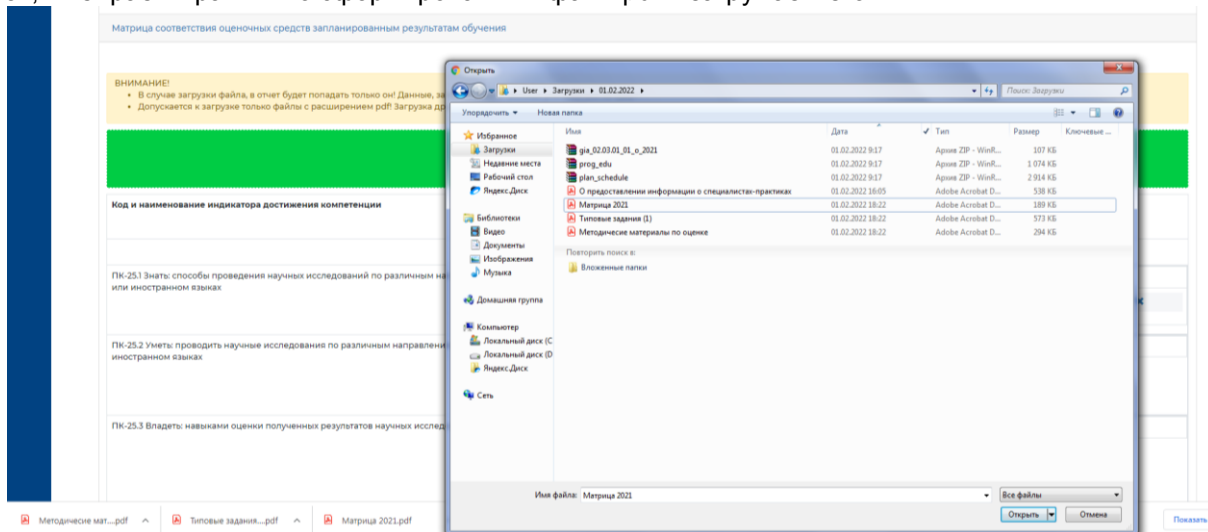 Матрица соответствия оценочных средств запланированным результатам обучения
ВНИМАНИЕ!
• В случае загрузки файла, в отчет будет попадать только он! Данные, за
• Допускается к загрузке только файлы с расширением pdf! Загрузка др
Код и наименование индикатора достижения компетенции
ПК-25.1 Знать: способы проведения научных исследований по различным на
или иностранном языках
ПК-25.2 Уметь: проводить научные исследования по различным направлени
иностранном языках
ПК-25.3 Владеть: навыками оценки полученных результатов научных исслед
Открыть
User ▸ Загрузки ▸ 01.02.2022 ▸
Поиск: Загрузки
Упорядочить ▾ Новая папка
Избранное
Загрузки
Недавние места
Рабочий стол
Яндекс.Диск
Библиотеки
Видео
Документы
Изображения
Музыка
Домашняя группа
Компьютер
Локальный диск (C
Локальный диск (D
Яндекс.Диск
Сеть
Имя Дата Тип Размер Ключевые ...
gia_02.03.01_01_o_2021 01.02.2022 9:17 Архив ZIP - WinR... 107 КБ
prog_edu 01.02.2022 9:17 Архив ZIP - WinR... 1 074 КБ
plan_schedule 01.02.2022 9:17 Архив ZIP - WinR... 2 914 КБ
О предоставлении информации о специалистах-практиках 01.02.2022 16:05 Adobe Acrobat D... 538 КБ
Матрица 2021 01.02.2022 18:22 Adobe Acrobat D... 189 КБ
Типовые задания (1) 01.02.2022 18:22 Adobe Acrobat D... 573 КБ
Методичесие материалы по оценке 01.02.2022 18:22 Adobe Acrobat D... 294 КБ
Повторить поиск в:
Вложенные папки
Имя файла: Матрица 2021
Все файлы
Открыть Отмена
Методичесие мат....pdf Типовые задания....pdf Матрица 2021.pdf Показать